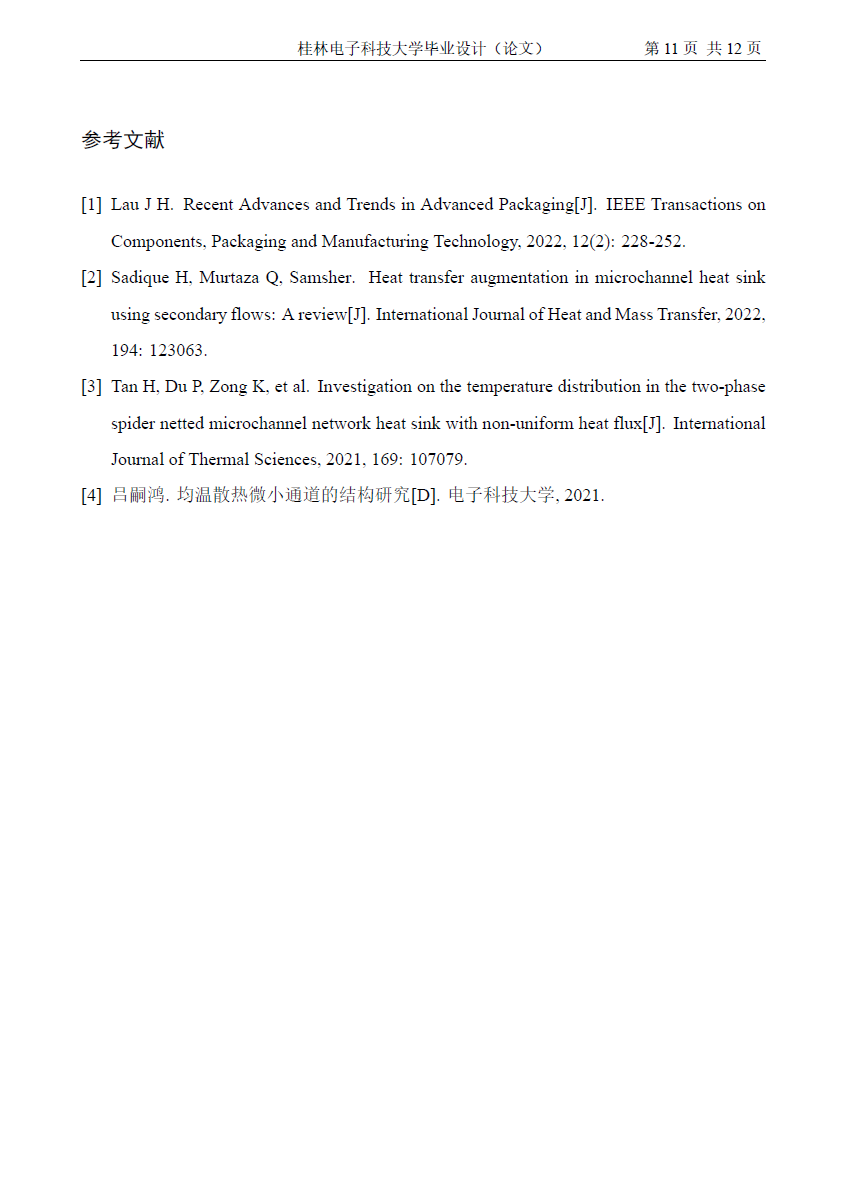 桂林电子科技大学毕业设计（论文） 第 11 页 共 12 页
参考文献
[1] Lau J H. Recent Advances and Trends in Advanced Packaging[J]. IEEE Transactions on
Components, Packaging and Manufacturing Technology, 2022, 12(2): 228-252.
[2] Sadique H, Murtaza Q, Samsher. Heat transfer augmentation in microchannel heat sink
using secondary flows: A review[J]. International Journal of Heat and Mass Transfer, 2022,
194: 123063.
[3] Tan H, Du P, Zong K, et al. Investigation on the temperature distribution in the two-phase
spider netted microchannel network heat sink with non-uniform heat flux[J]. International
Journal of Thermal Sciences, 2021, 169: 107079.
[4] 吕嗣鸿. 均温散热微小通道的结构研究[D]. 电子科技大学, 2021.